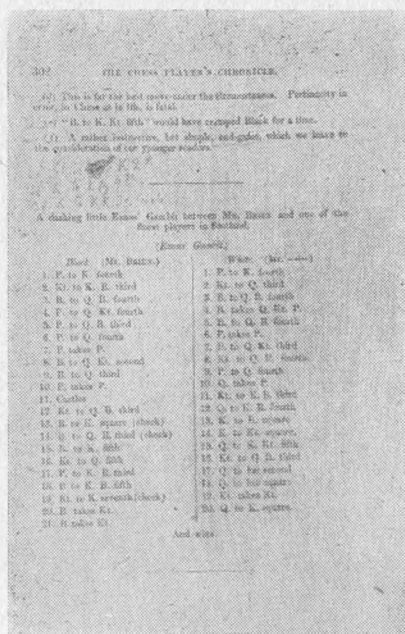 302 THE CHESS PLAYER'S CHRONICLE.
This is far the best move under the circumstances. Pertinacity in
error, in Chess as in life, is fatal.
"B. to K. Kt. fifth" would have cramped Black for a time.
A rather instructive, but simple, end-game, which we leave to
the consideration of our younger readers.
A dashing little Evans' Gambit between MR. BRIEN and one of the
finest players in Scotland.
(Evans Gambit.)
Black (MR. BRIEN.) White
1. P. to K. fourth 1. P. to K. fourth
2. Kt. to K. B. third 2. Kt. to Q. third
3. B. to Q. B. fourth 3. B. to Q. B. fourth
4. P. to Q. Kt. fourth 4. B. takes Q. Kt. P.
5. P. to Q. B. third 5. B. to Q. B. fourth
6. P. to Q. fourth 6. P. takes P.
7. P. takes P. 7. B. to Q. Kt. third
8. B. to Q. Kt. second 8. Kt. to Q. fourth
9. B. to Q. third 9. P. to Q. fourth
10. P. takes P. 10. Q. takes P.
11. Castles 11. Kt. to K. B. third
12. Kt. to Q. B. third 12. Q. to K. R. fourth
13. R. to K. square (check) 13. K. to B. square
14. to Q. R. third (check) 14. K. to Kt. square
15. R. to K. fifth 15. Q. to K. Kt. fifth
16. Kt. to Q. fifth 16. Kt. to Q. B. third
17. P. to K. R. third 17. Q. to her second
18. to K. B. fifth 18. Q. to her square
19. Kt. to K. seventh (check) 19. Kt. takes Kt.
20. B. takes Kt. 20. Q. to K. square
21. takes Kt.
And wins.